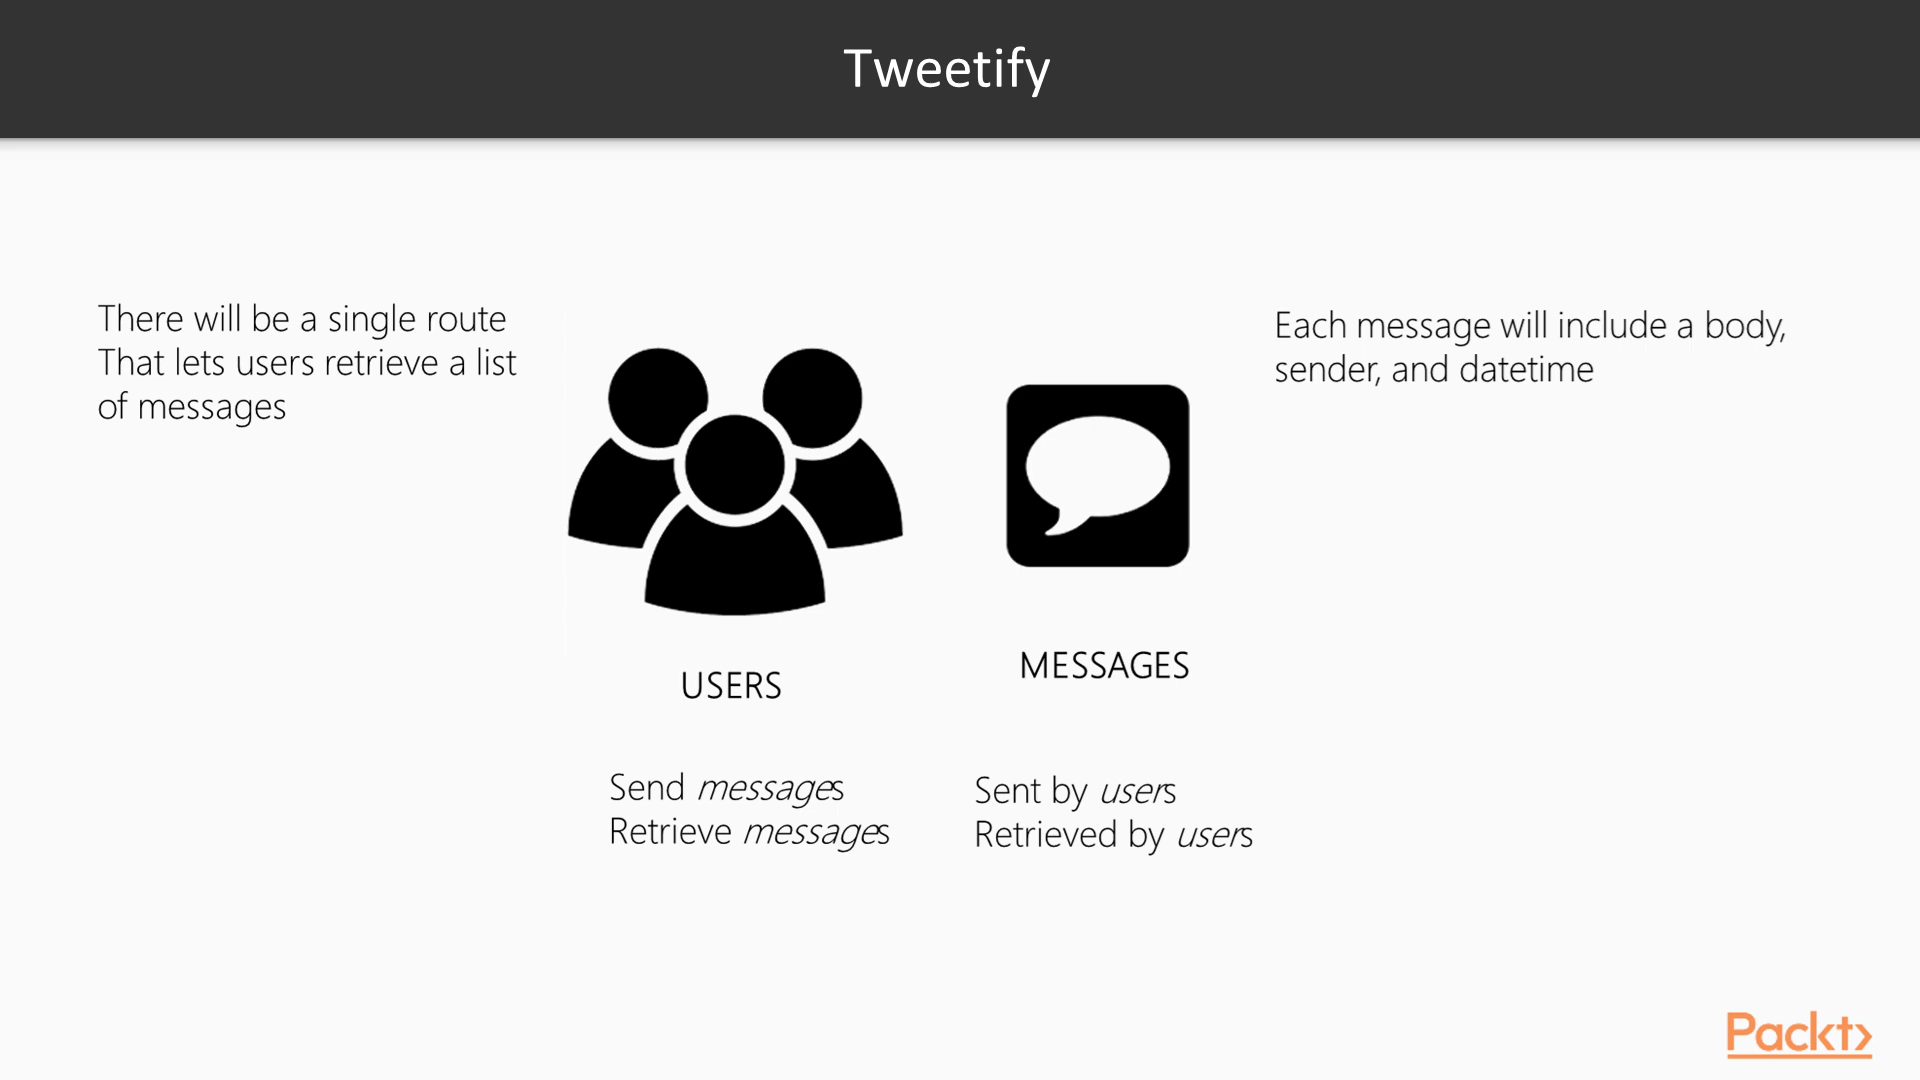 Tweetify
There will be a single route
That lets users retrieve a list
of messages
Each message will include a body,
sender, and datetime
USERS
MESSAGES
Send messages
Retrieve messages
Sent by users
Retrieved by users
Packt>